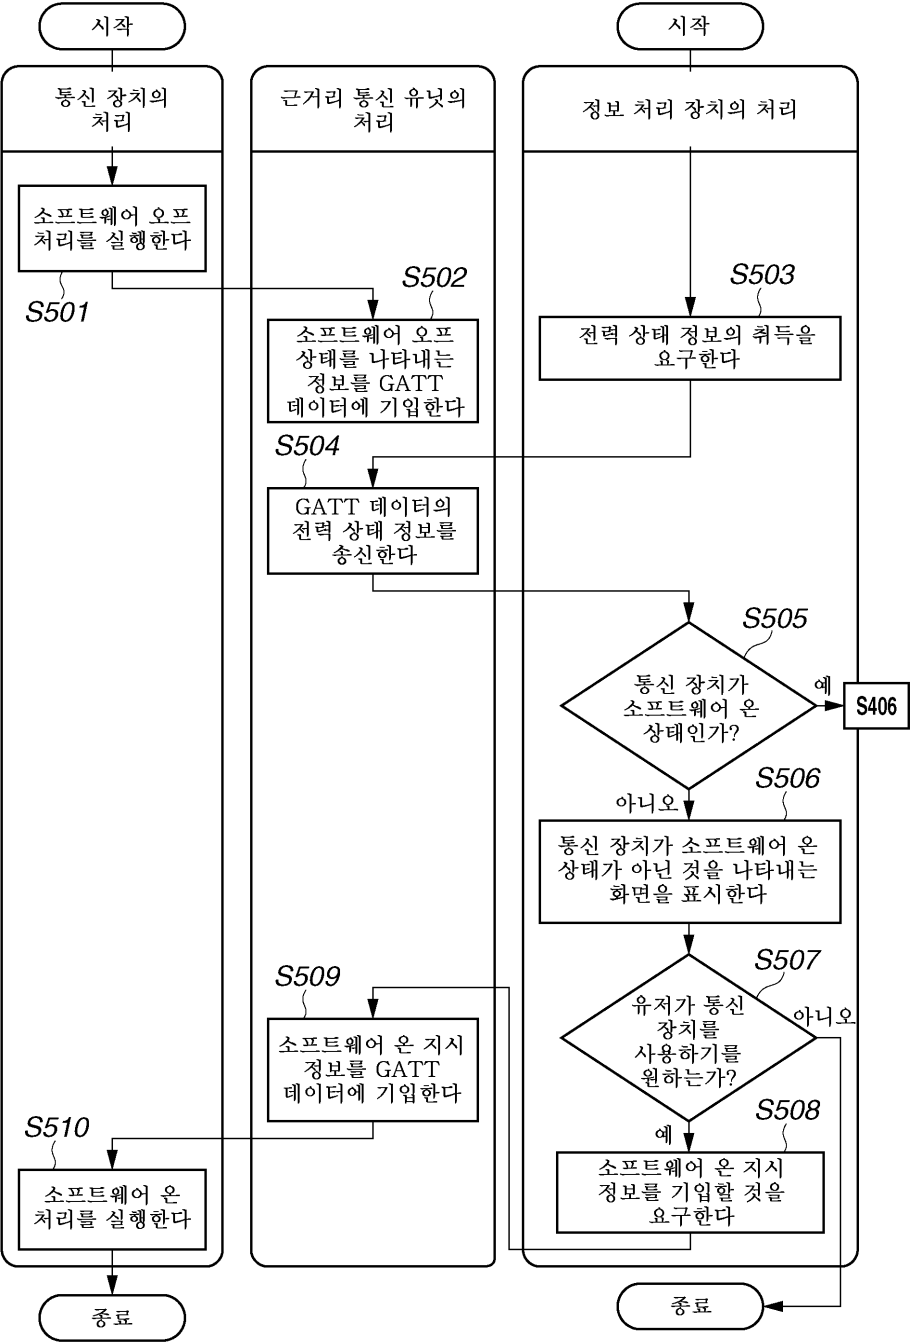 시작
시작
통신 장치의
처리
근거리 통신 유닛의
처리
정보 처리 장치의 처리
소프트웨어 오프
처리를 실행한다
S501
S502
소프트웨어 오프
상태를 나타내는
정보를 GATT
데이터에 기입한다
S503
전력 상태 정보의 취득을
요구한다
S504
GATT 데이터의
전력 상태 정보를
송신한다
S505
통신 장치가
소프트웨어 온
상태인가?
예
S406
아니오
S506
통신 장치가 소프트웨어 온
상태가 아닌 것을 나타내는
화면을 표시한다
S507
유저가 통신
장치를
사용하기를
원하는가?
아니오
예
S508
소프트웨어 온 지시
정보를 기입할 것을
요구한다
S509
소프트웨어 온 지시
정보를 GATT
데이터에 기입한다
S510
소프트웨어 온
처리를 실행한다
종료
종료